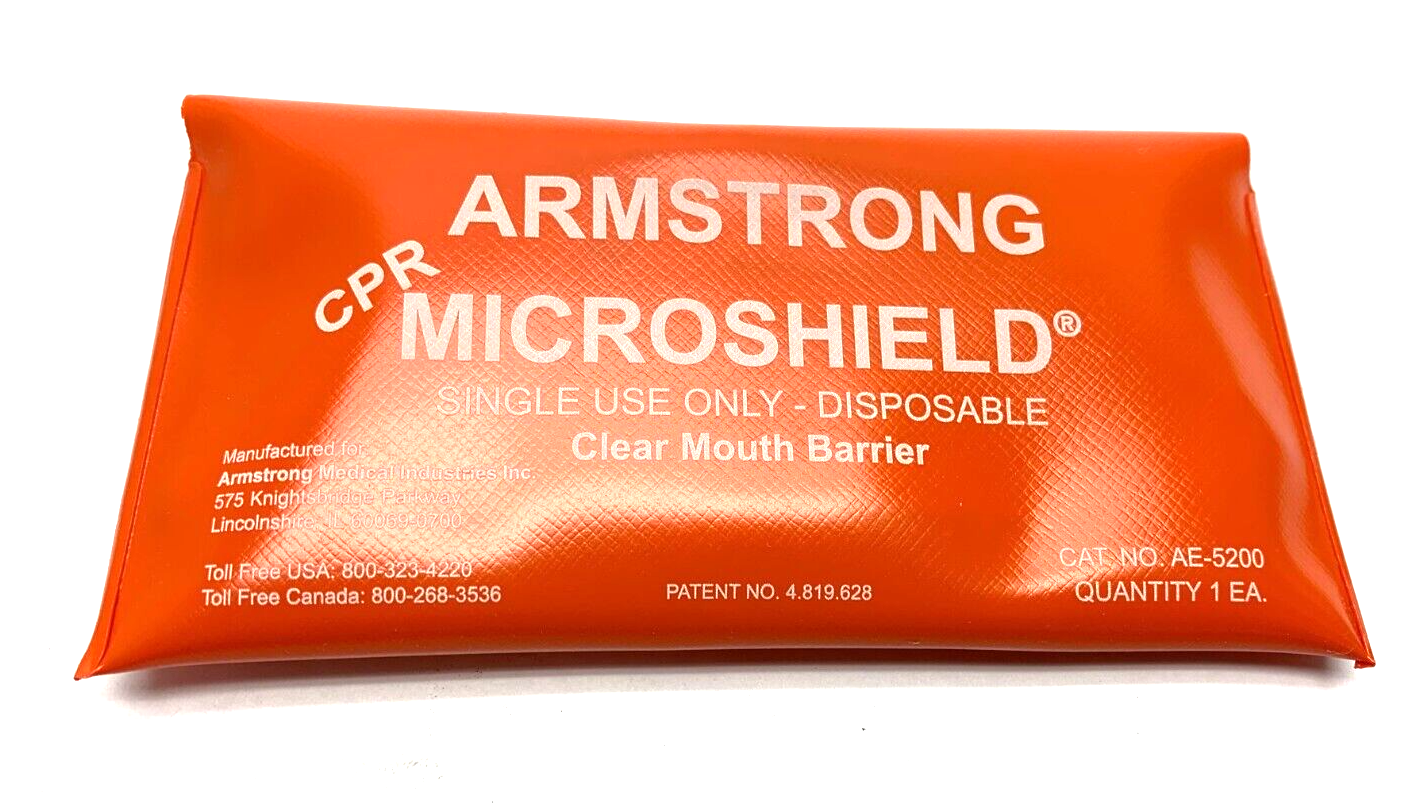 ARMSTRONG
CPR
MICROSHIELD®
SINGLE USE ONLY - DISPOSABLE
Clear Mouth Barrier
Manufactured for
Armstrong Medical Industries Inc.
575 Knightsbridge Parkway
Lincolnshire, IL 60069-0700
Toll Free USA: 800-323-4220
Toll Free Canada: 800-268-3536
PATENT NO. 4.819.628
CAT. NO. AE-5200
QUANTITY 1 EA.